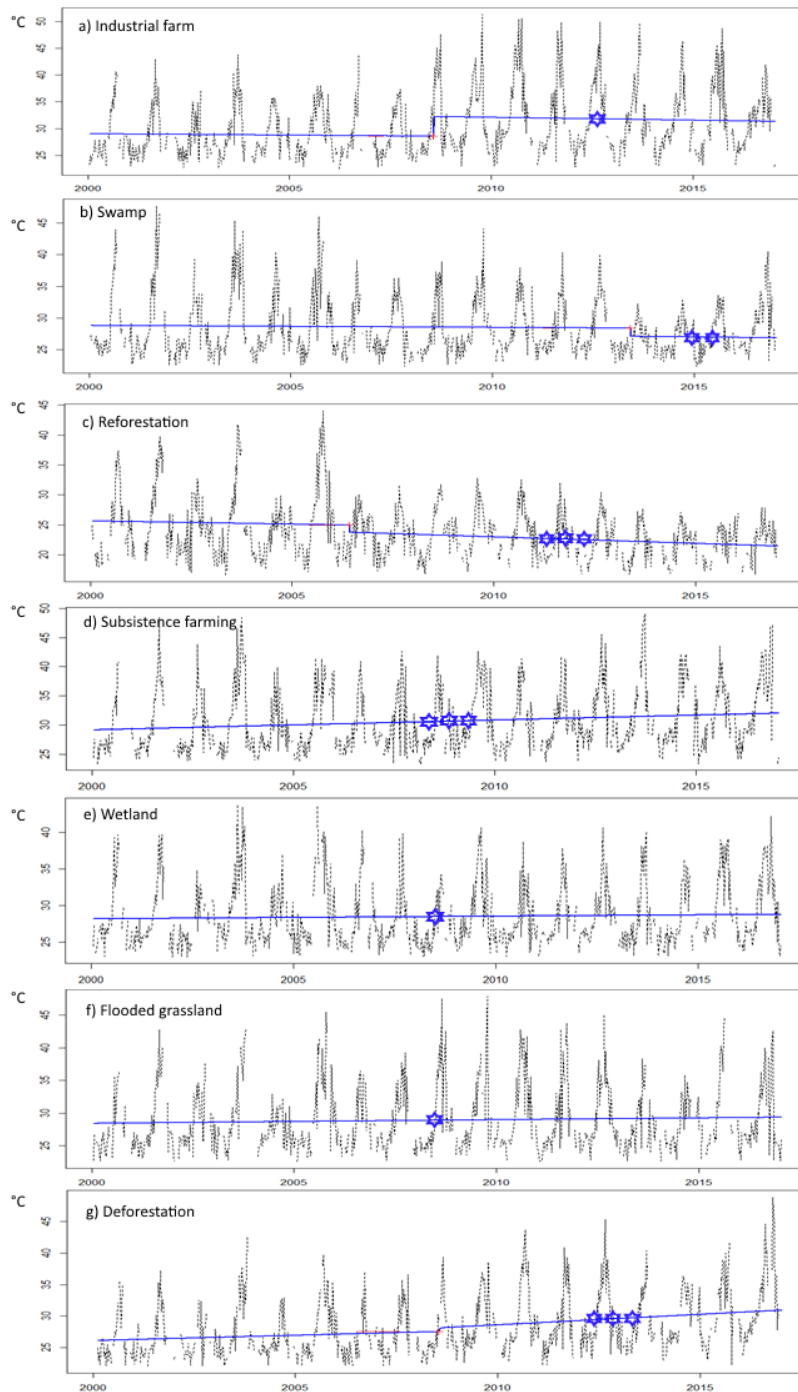 °C
a) Industrial farm
50
45
40
35
30
25
2000 2005 2010 2015
°C
b) Swamp
45
40
35
30
25
2000 2005 2010 2015
°C
c) Reforestation
45
40
35
30
25
20
2000 2005 2010 2015
°C
d) Subsistence farming
50
45
40
35
30
25
2000 2005 2010 2015
°C
e) Wetland
40
35
30
25
2000 2005 2010 2015
°C
f) Flooded grassland
45
40
35
30
25
2000 2005 2010 2015
°C
g) Deforestation
45
40
35
30
25
2000 2005 2010 2015